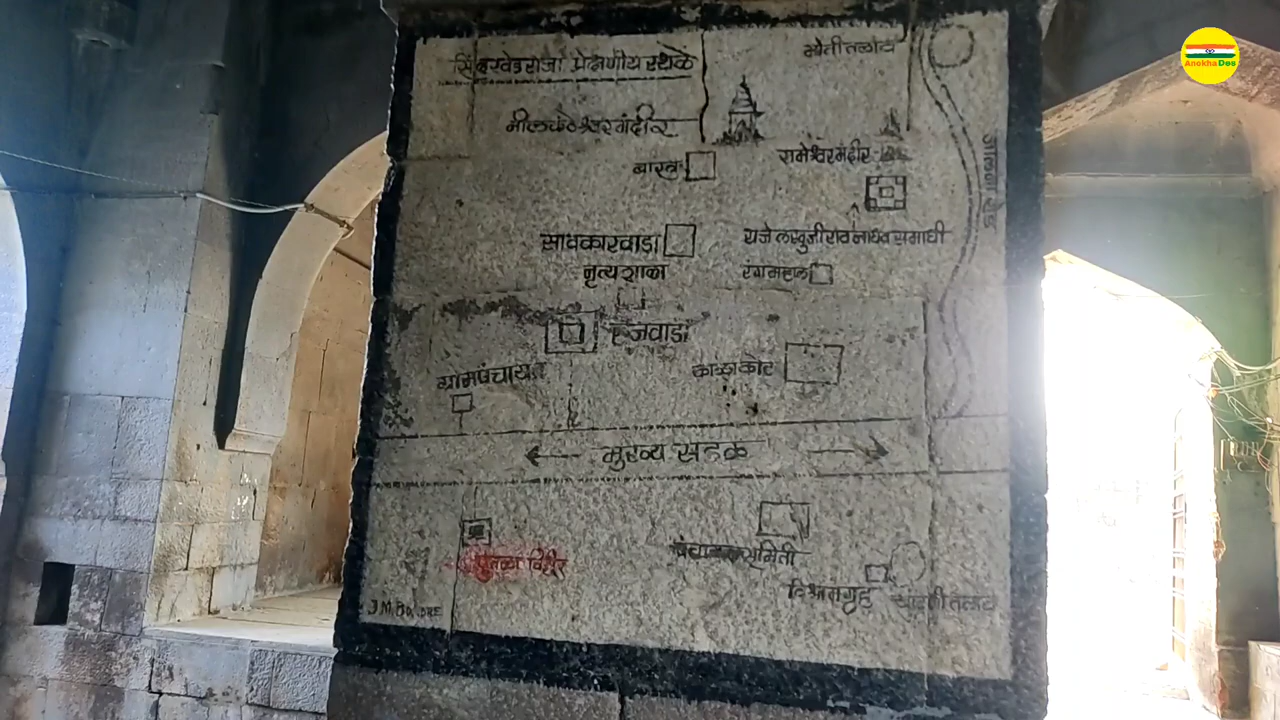 सिंदखेडराजा प्रेक्षणीय स्थळे
मोतीतलाव
नीलकंठेश्वर मंदीर
बारव
रामेश्वर मंदीर
सावकारवाडा
राजे लखुजीराव जाधव समाधी
नृत्यशाळा
रंगमहाल
राजवाडा
ग्रामपंचायत
काळाकोट
मुख्य सडक
पुतळा विहीर
पंचायत समिती
विश्रामगृह
चांदणी तलाव
जालना रोड
AnokhaDes